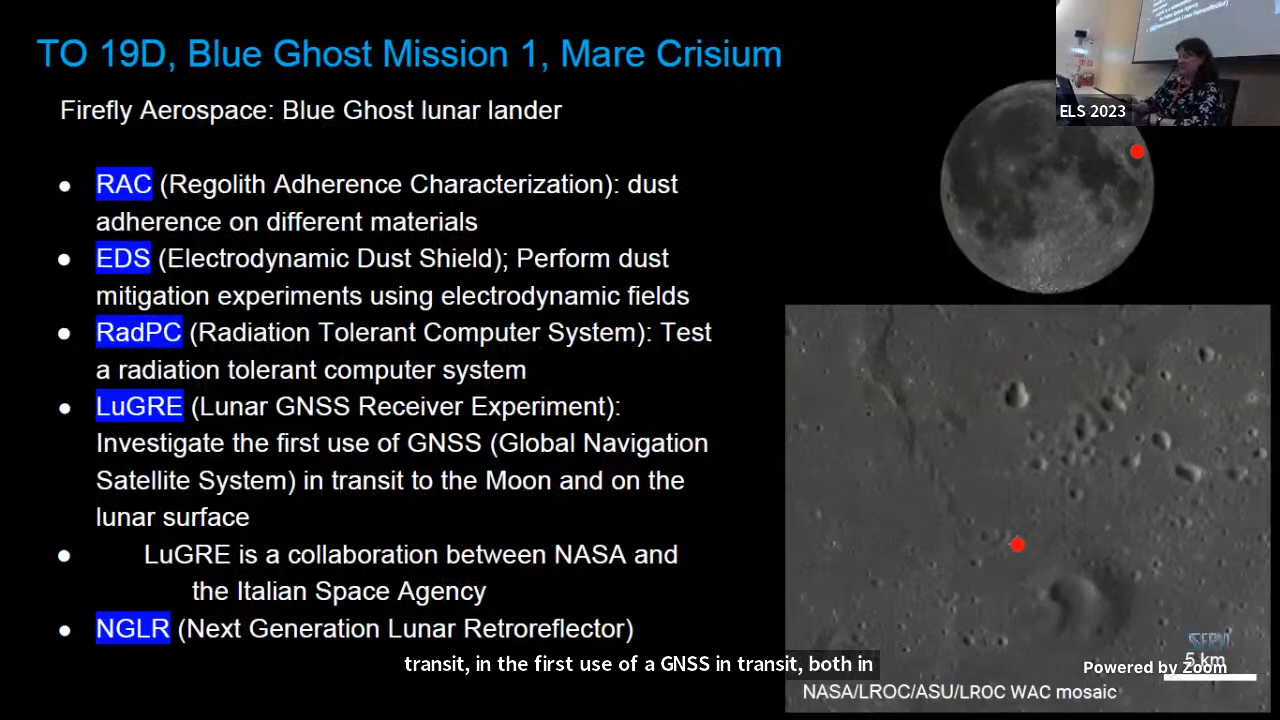 TO 19D, Blue Ghost Mission 1, Mare Crisium
Firefly Aerospace: Blue Ghost lunar lander
● RAC (Regolith Adherence Characterization): dust
adherence on different materials
● EDS (Electrodynamic Dust Shield); Perform dust
mitigation experiments using electrodynamic fields
● RadPC (Radiation Tolerant Computer System): Test
a radiation tolerant computer system
● LuGRE (Lunar GNSS Receiver Experiment):
Investigate the first use of GNSS (Global Navigation
Satellite System) in transit to the Moon and on the
lunar surface
● LuGRE is a collaboration between NASA and
the Italian Space Agency
● NGLR (Next Generation Lunar Retroreflector)
transit, in the first use of a GNSS in transit, both in
ELS 2023
5 km
Powered by Zoom
NASA/LROC/ASU/LROC WAC mosaic